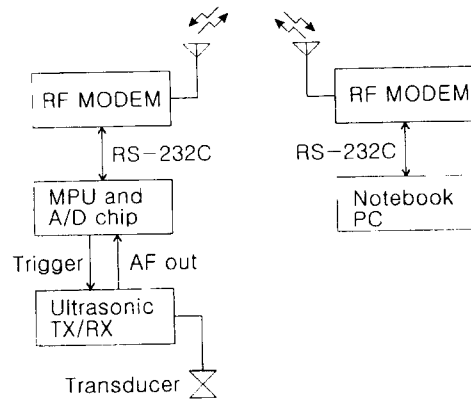 RF MODEM
RF MODEM
RS-232C
RS-232C
MPU and
A/D chip
Notebook
PC
Trigger
AF out
Ultrasonic
TX/RX
Transducer